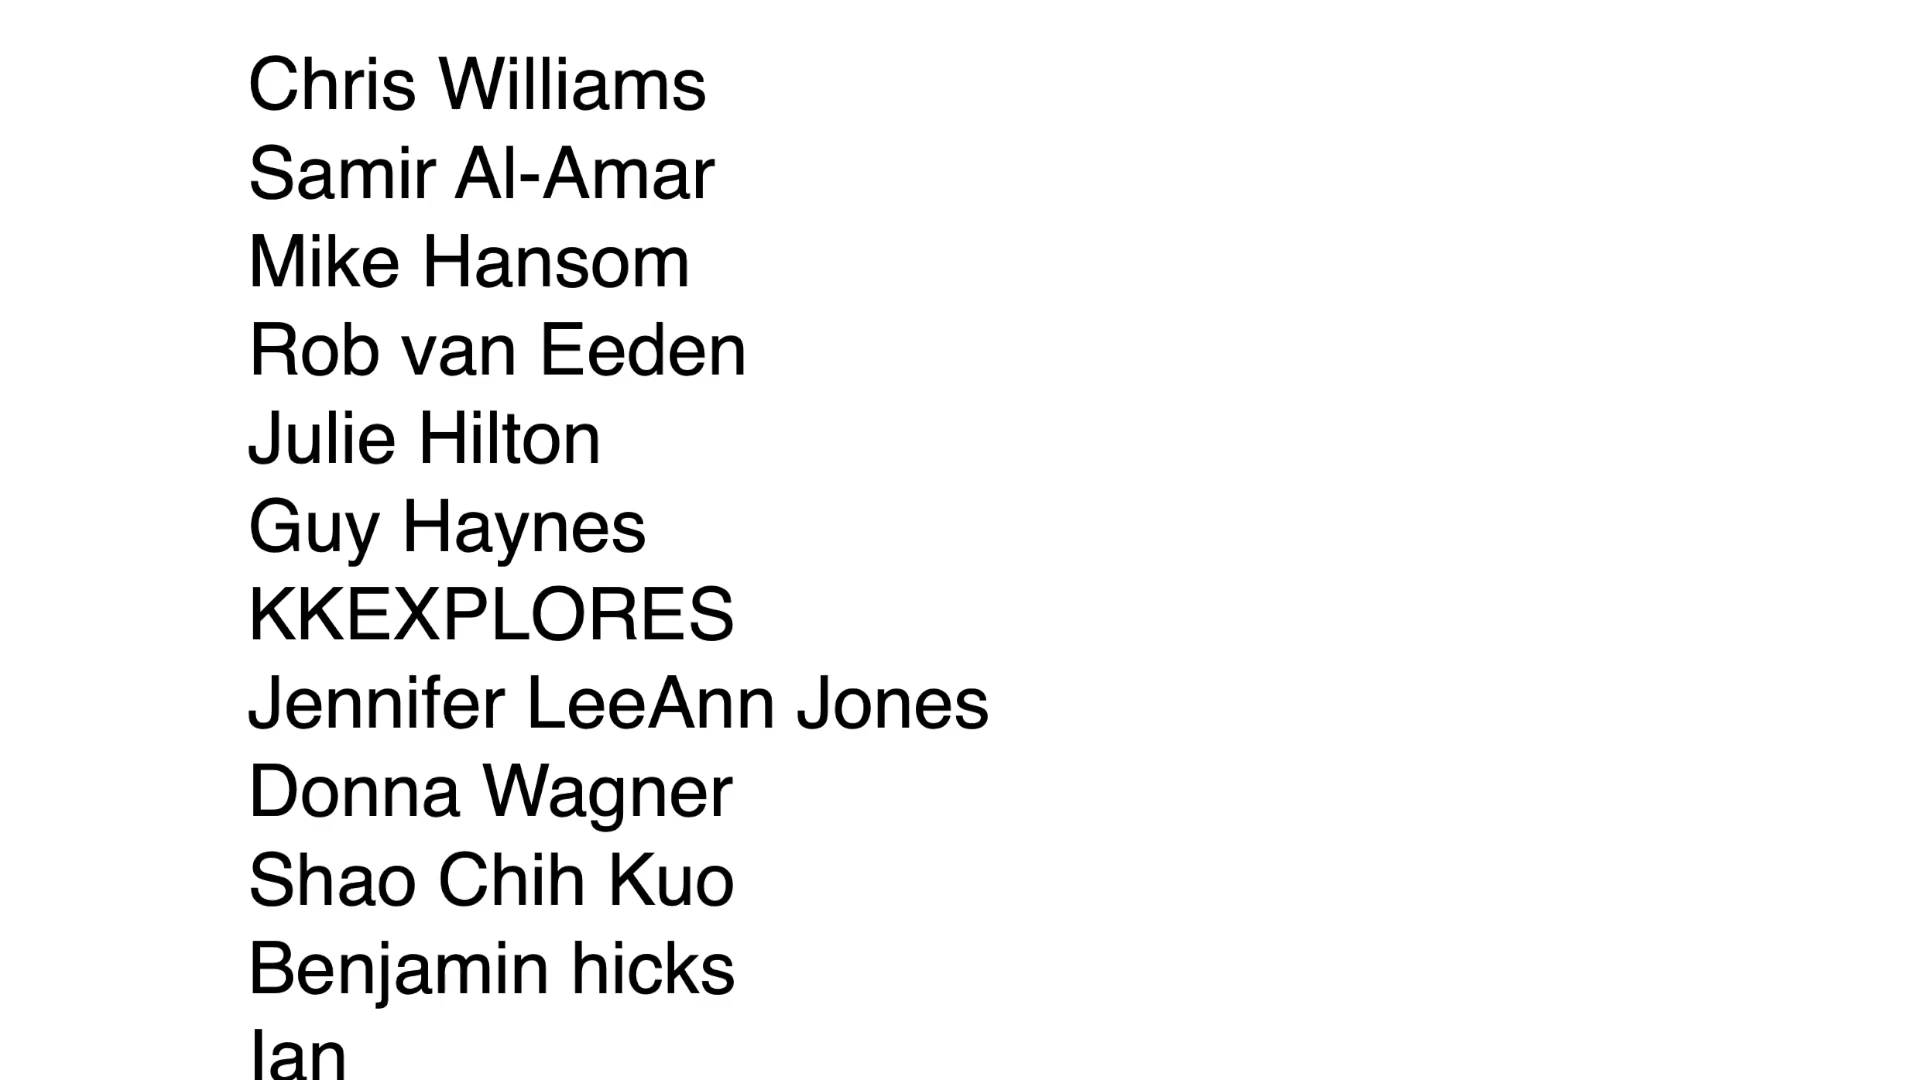 Chris Williams
Samir Al-Amar
Mike Hansom
Rob van Eeden
Julie Hilton
Guy Haynes
KKEXPLORES
Jennifer LeeAnn Jones
Donna Wagner
Shao Chih Kuo
Benjamin hicks
Ian